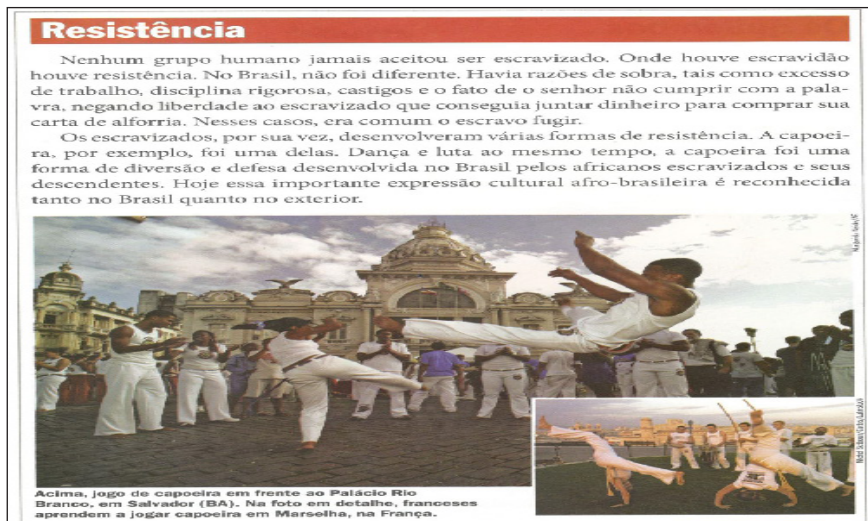 Resistência
Nenhum grupo humano jamais aceitou ser escravizado. Onde houve escravidão
houve resistência. No Brasil, não foi diferente. Havia razões de sobra, tais como excesso
de trabalho, disciplina rigorosa, castigos e o fato de o senhor não cumprir com a pala-
vra, negando liberdade ao escravizado que conseguia juntar dinheiro para comprar sua
carta de alforria. Nesses casos, era comum o escravo fugir.
Os escravizados, por sua vez, desenvolveram várias formas de resistência. A capoei-
ra, por exemplo, foi uma delas. Dança e luta ao mesmo tempo, a capoeira foi uma
forma de diversão e defesa desenvolvida no Brasil pelos africanos escravizados e seus
descendentes. Hoje essa importante expressão cultural afro-brasileira é reconhecida
tanto no Brasil quanto no exterior.
Acima, jogo de capoeira em frente ao Palácio Rio
Branco, em Salvador (BA). Na foto em detalhe, franceses
aprendem a jogar capoeira em Marselha, na França.